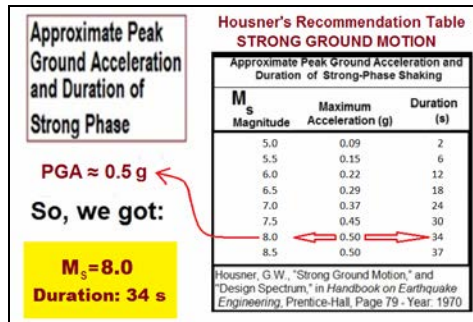 Approximate Peak
Ground Acceleration
and Duration of
Strong Phase
PGA ≈ 0.5 g
So, we got:
Ms=8.0
Duration: 34 s
Housner's Recommendation Table
STRONG GROUND MOTION
Approximate Peak Ground Acceleration and
Duration of Strong-Phase Shaking
Ms Magnitude Maximum Acceleration (g) Duration (s)
5.0 0.09 2
5.5 0.15 6
6.0 0.22 12
6.5 0.29 18
7.0 0.37 24
7.5 0.45 30
8.0 0.50 34
8.5 0.50 37
Housner, G.W., "Strong Ground Motion," and
"Design Spectrum," in Handbook on Earthquake
Engineering, Prentice-Hall, Page 79 - Year: 1970